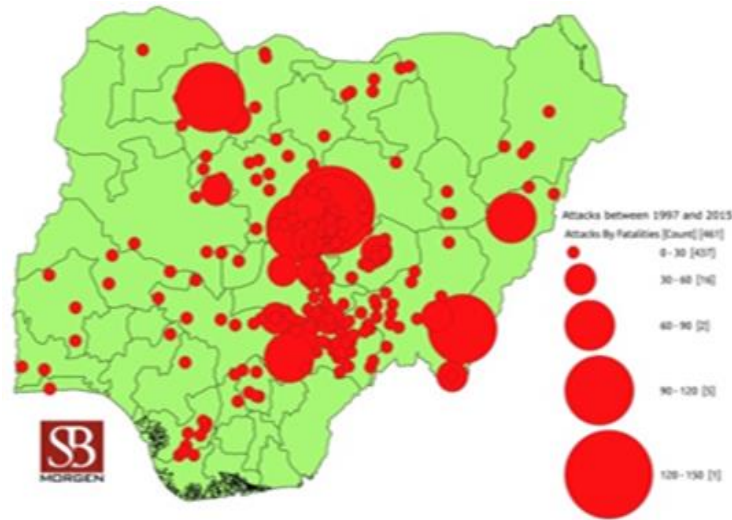 Attacks between 1997 and 2015
Attacks By Fatalities [Count] [461]
0 - 30 [437]
30 - 60 [16]
60 - 90 [2]
90 - 120 [5]
120 - 150 [1]
SB
MORGEN